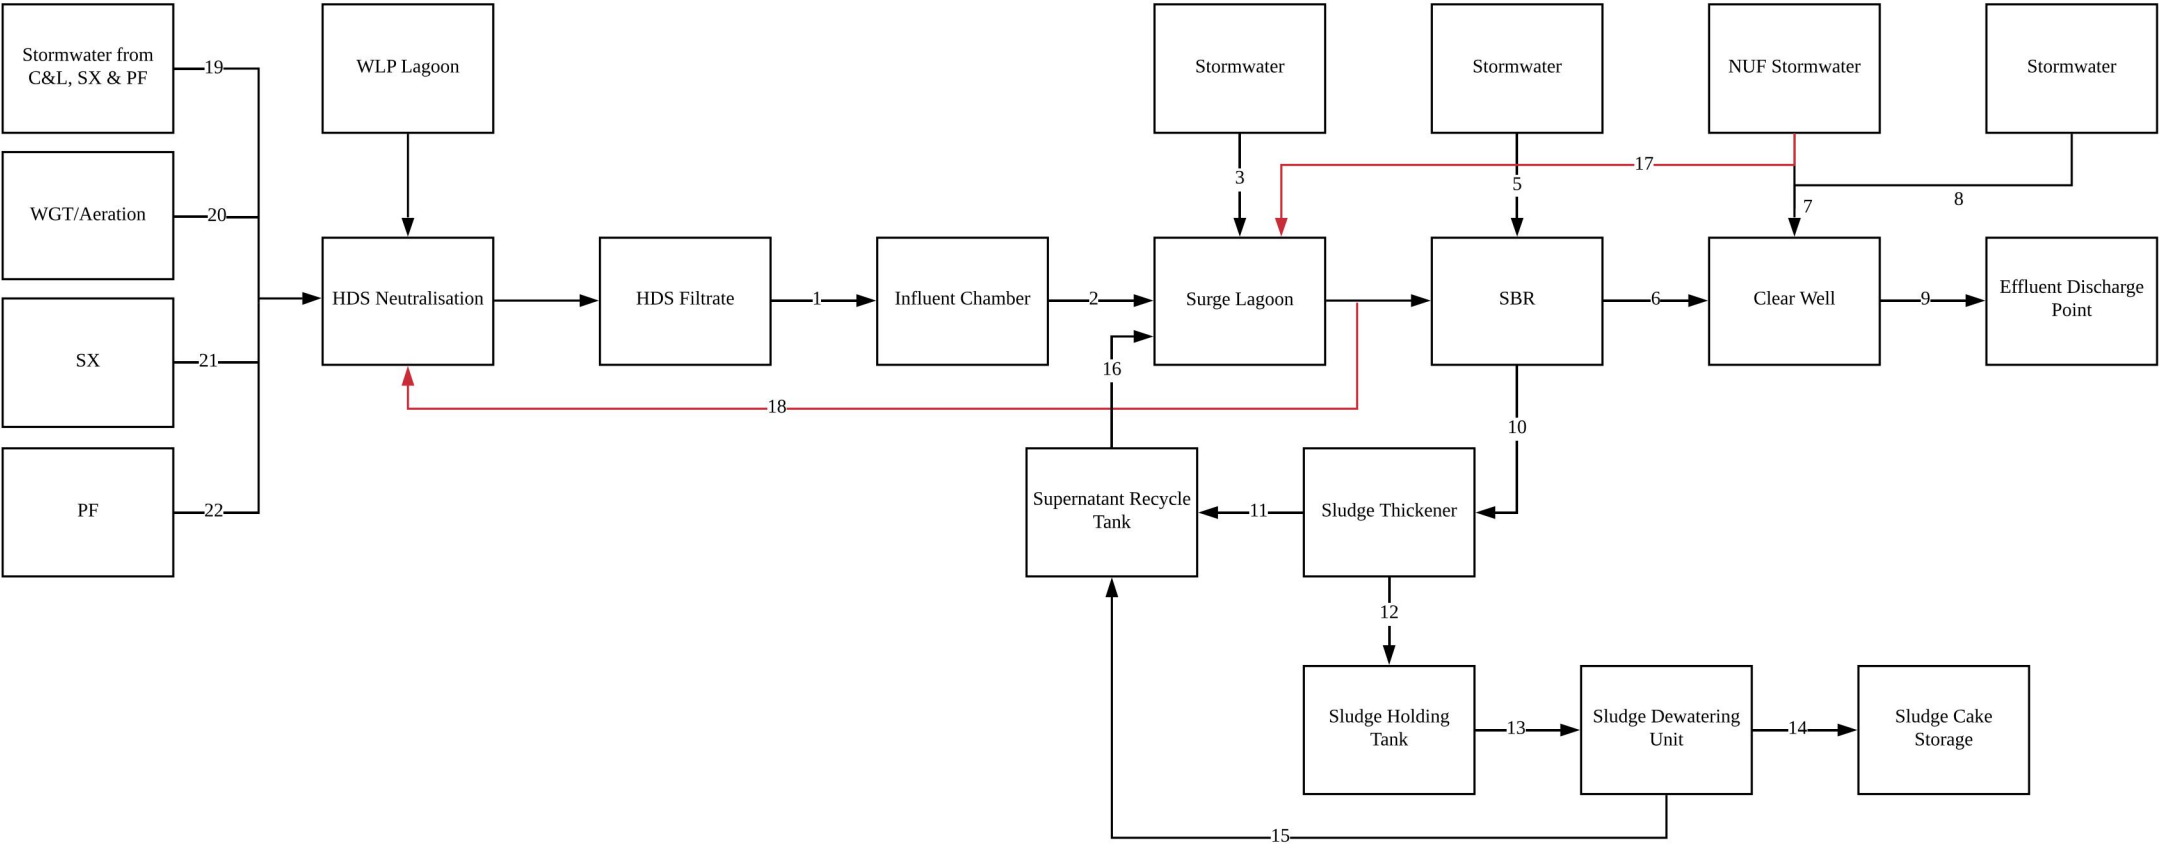 Stormwater from
C&L, SX & PF
19
WLP Lagoon
Stormwater
Stormwater
NUF Stormwater
Stormwater
17
3
5
8
7
WGT/Aeration
20
HDS Neutralisation
HDS Filtrate
1
Influent Chamber
2
Surge Lagoon
SBR
6
Clear Well
9
Effluent Discharge
Point
SX
21
16
18
10
PF
22
Supernatant Recycle
Tank
11
Sludge Thickener
12
Sludge Holding
Tank
13
Sludge Dewatering
Unit
14
Sludge Cake
Storage
15